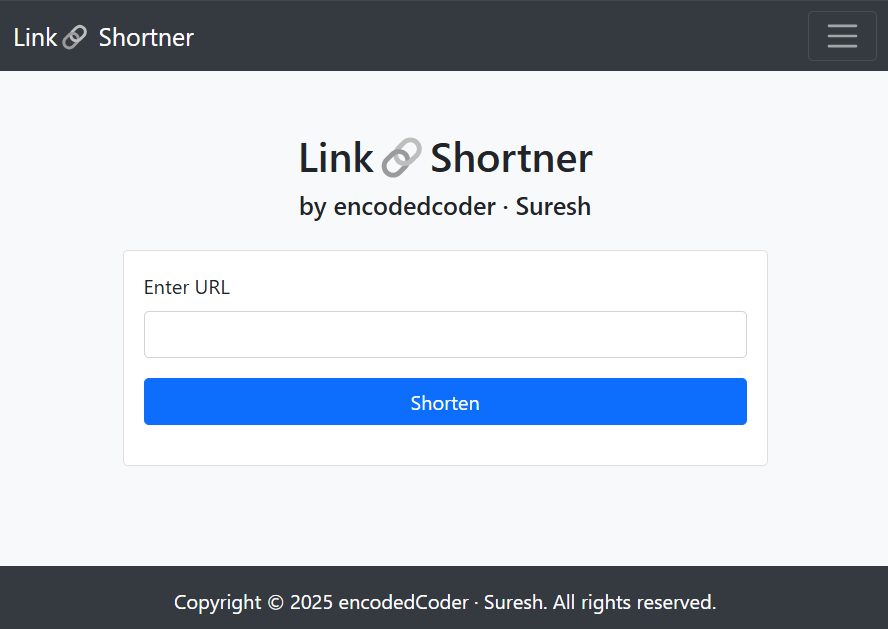 Link🔗 Shortner
Link🔗Shortner
by encodedcoder · Suresh
Enter URL
Shorten
Copyright © 2025 encodedCoder · Suresh. All rights reserved.